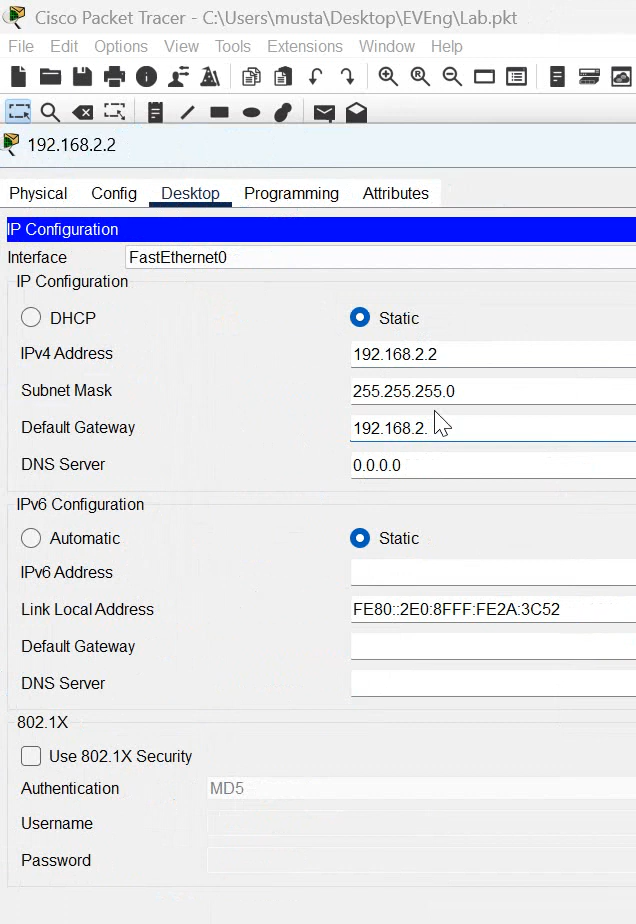 Cisco Packet Tracer - C:\Users\musta\Desktop\EVEng\Lab.pkt
File Edit Options View Tools Extensions Window Help
192.168.2.2
Physical Config Desktop Programming Attributes
IP Configuration
Interface FastEthernet0
IP Configuration
DHCP Static
IPv4 Address 192.168.2.2
Subnet Mask 255.255.255.0
Default Gateway 192.168.2.
DNS Server 0.0.0.0
IPv6 Configuration
Automatic Static
IPv6 Address
Link Local Address FE80::2E0:8FFF:FE2A:3C52
Default Gateway
DNS Server
802.1X
Use 802.1X Security
Authentication MD5
Username
Password